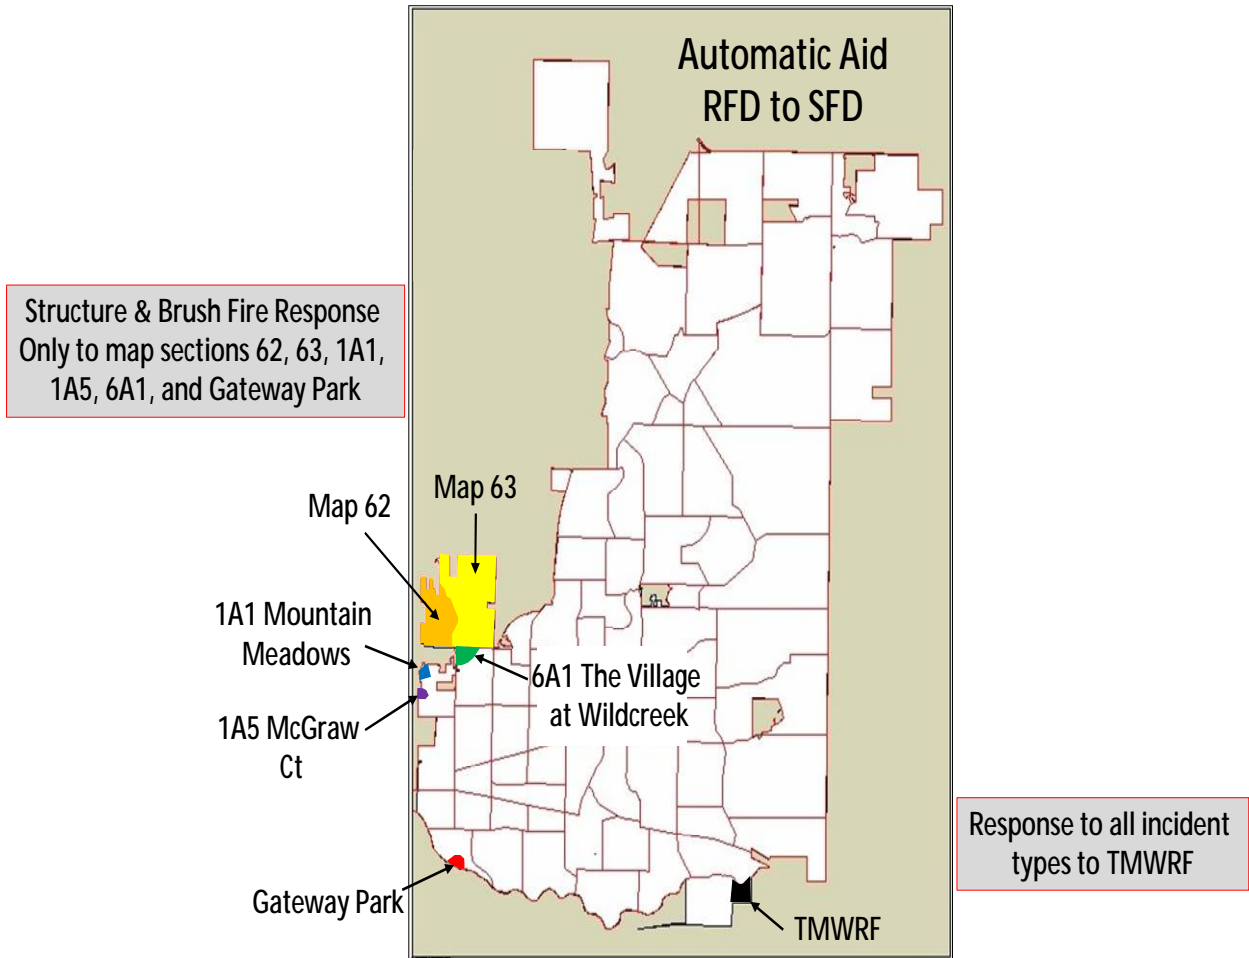 Automatic Aid
RFD to SFD
Structure & Brush Fire Response
Only to map sections 62, 63, 1A1,
1A5, 6A1, and Gateway Park
Map 63
Map 62
1A1 Mountain
Meadows
6A1 The Village
at Wildcreek
1A5 McGraw
Ct
Response to all incident
types to TMWRF
Gateway Park
TMWRF